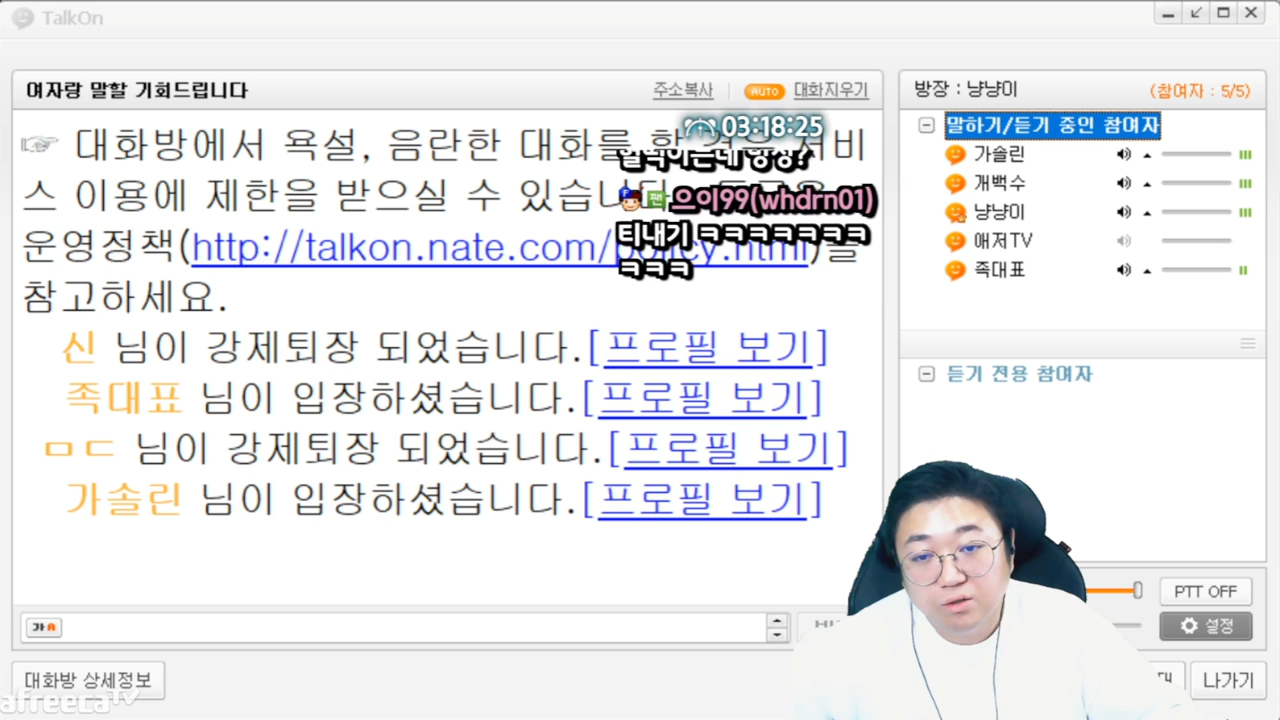 TalkOn
여자랑 말할 기회드립니다
주소복사
AUTO
대화지우기
☞ 대화방에서 욕설, 음란한 대화를 할
스 이용에 제한을 받으실 수 있습니
운영정책(http://talkon.nate.com/policy.html)를
참고하세요.
신 님이 강제퇴장 되었습니다.[프로필 보기]
족대표 님이 입장하셨습니다.[프로필 보기]
ㅁㄷ 님이 강제퇴장 되었습니다.[프로필 보기]
가솔린 님이 입장하셨습니다.[프로필 보기]
03:18:25
팬 으이99(whdrn01)
티내기 ㅋㅋㅋㅋㅋㅋㅋ
ㅋㅋㅋ
방장 : 냥냥이
(참여자 : 5/5)
말하기/듣기 중인 참여자
가솔린
개백수
냥냥이
애저TV
족대표
듣기 전용 참여자
가A
PTT OFF
설정
대화방 상세정보
나가기
afreecaTV